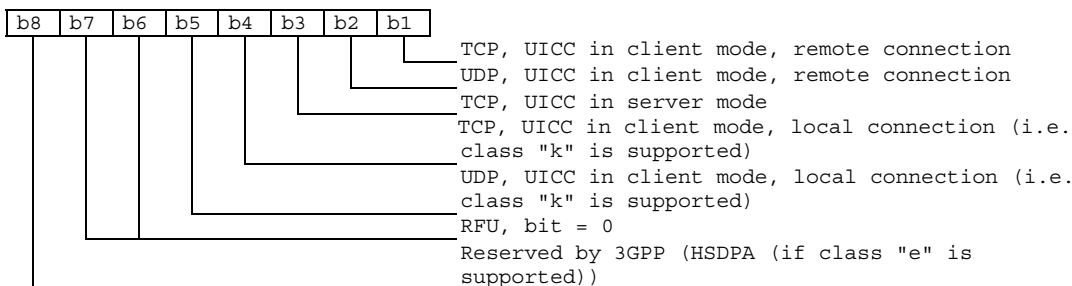 b8 b7 b6 b5 b4 b3 b2 b1
TCP, UICC in client mode, remote connection
UDP, UICC in client mode, remote connection
TCP, UICC in server mode
TCP, UICC in client mode, local connection (i.e.
class "k" is supported)
UDP, UICC in client mode, local connection (i.e.
class "k" is supported)
RFU, bit = 0
Reserved by 3GPP (HSDPA (if class "e" is
supported))